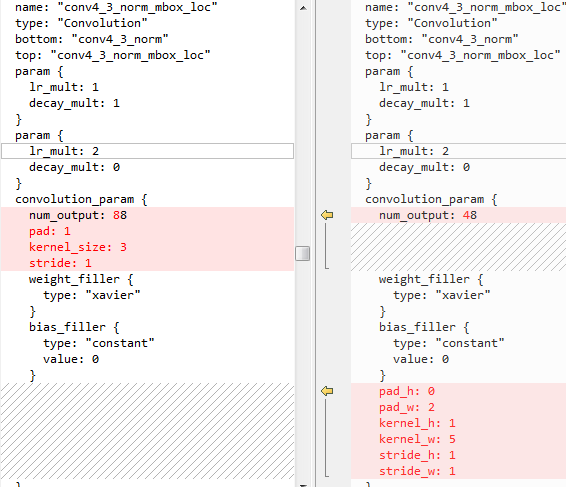 name: "conv4_3_norm_mbox_loc"
type: "Convolution"
bottom: "conv4_3_norm"
top: "conv4_3_norm_mbox_loc"
param {
lr_mult: 1
decay_mult: 1
}
param {
lr_mult: 2
decay_mult: 0
}
convolution_param {
num_output: 88
pad: 1
kernel_size: 3
stride: 1
weight_filler {
type: "xavier"
}
bias_filler {
type: "constant"
value: 0
}
}
name: "conv4_3_norm_mbox_loc"
type: "Convolution"
bottom: "conv4_3_norm"
top: "conv4_3_norm_mbox_loc"
param {
lr_mult: 1
decay_mult: 1
}
param {
lr_mult: 2
decay_mult: 0
}
convolution_param {
num_output: 48
weight_filler {
type: "xavier"
}
bias_filler {
type: "constant"
value: 0
}
pad_h: 0
pad_w: 2
kernel_h: 1
kernel_w: 5
stride_h: 1
stride_w: 1
}